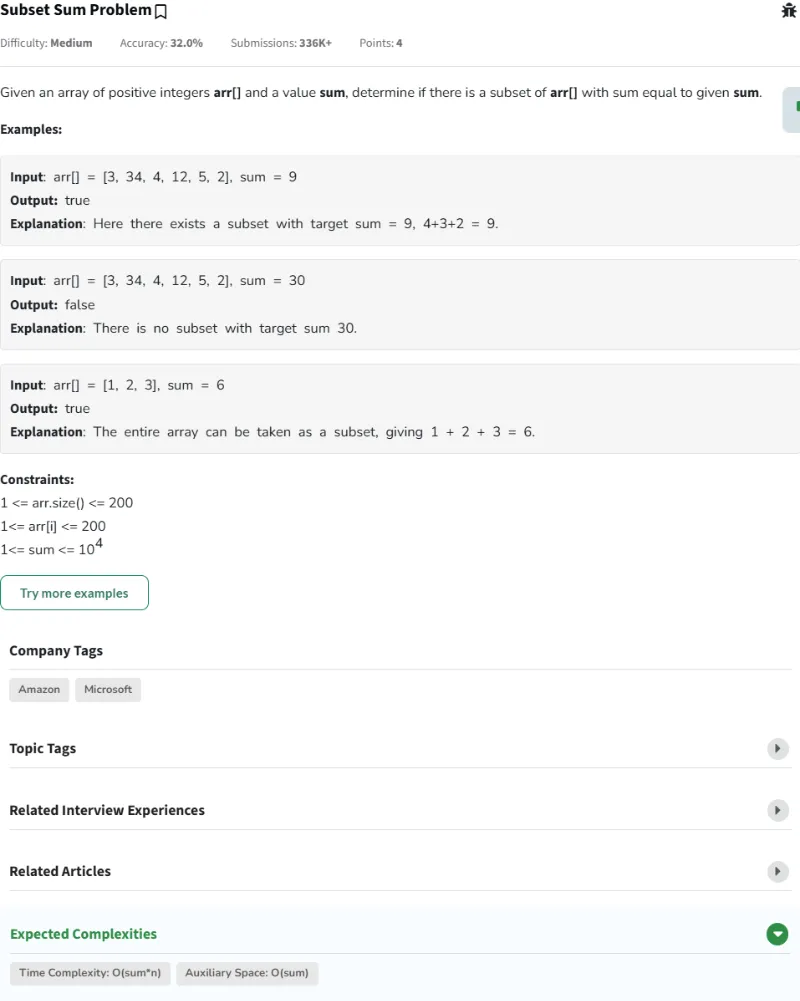 Subset Sum Problem
Difficulty: Medium Accuracy: 32.0% Submissions: 336K+ Points: 4
Given an array of positive integers arr[] and a value sum, determine if there is a subset of arr[] with sum equal to given sum.
Examples:
Input: arr[] = [3, 34, 4, 12, 5, 2], sum = 9
Output: true
Explanation: Here there exists a subset with target sum = 9, 4+3+2 = 9.
Input: arr[] = [3, 34, 4, 12, 5, 2], sum = 30
Output: false
Explanation: There is no subset with target sum 30.
Input: arr[] = [1, 2, 3], sum = 6
Output: true
Explanation: The entire array can be taken as a subset, giving 1 + 2 + 3 = 6.
Constraints:
1 <= arr.size() <= 200
1<= arr[i] <= 200
1<= sum <= 10⁴
Try more examples
Company Tags
Amazon Microsoft
Topic Tags
Related Interview Experiences
Related Articles
Expected Complexities
Time Complexity: O(sum*n) Auxiliary Space: O(sum)